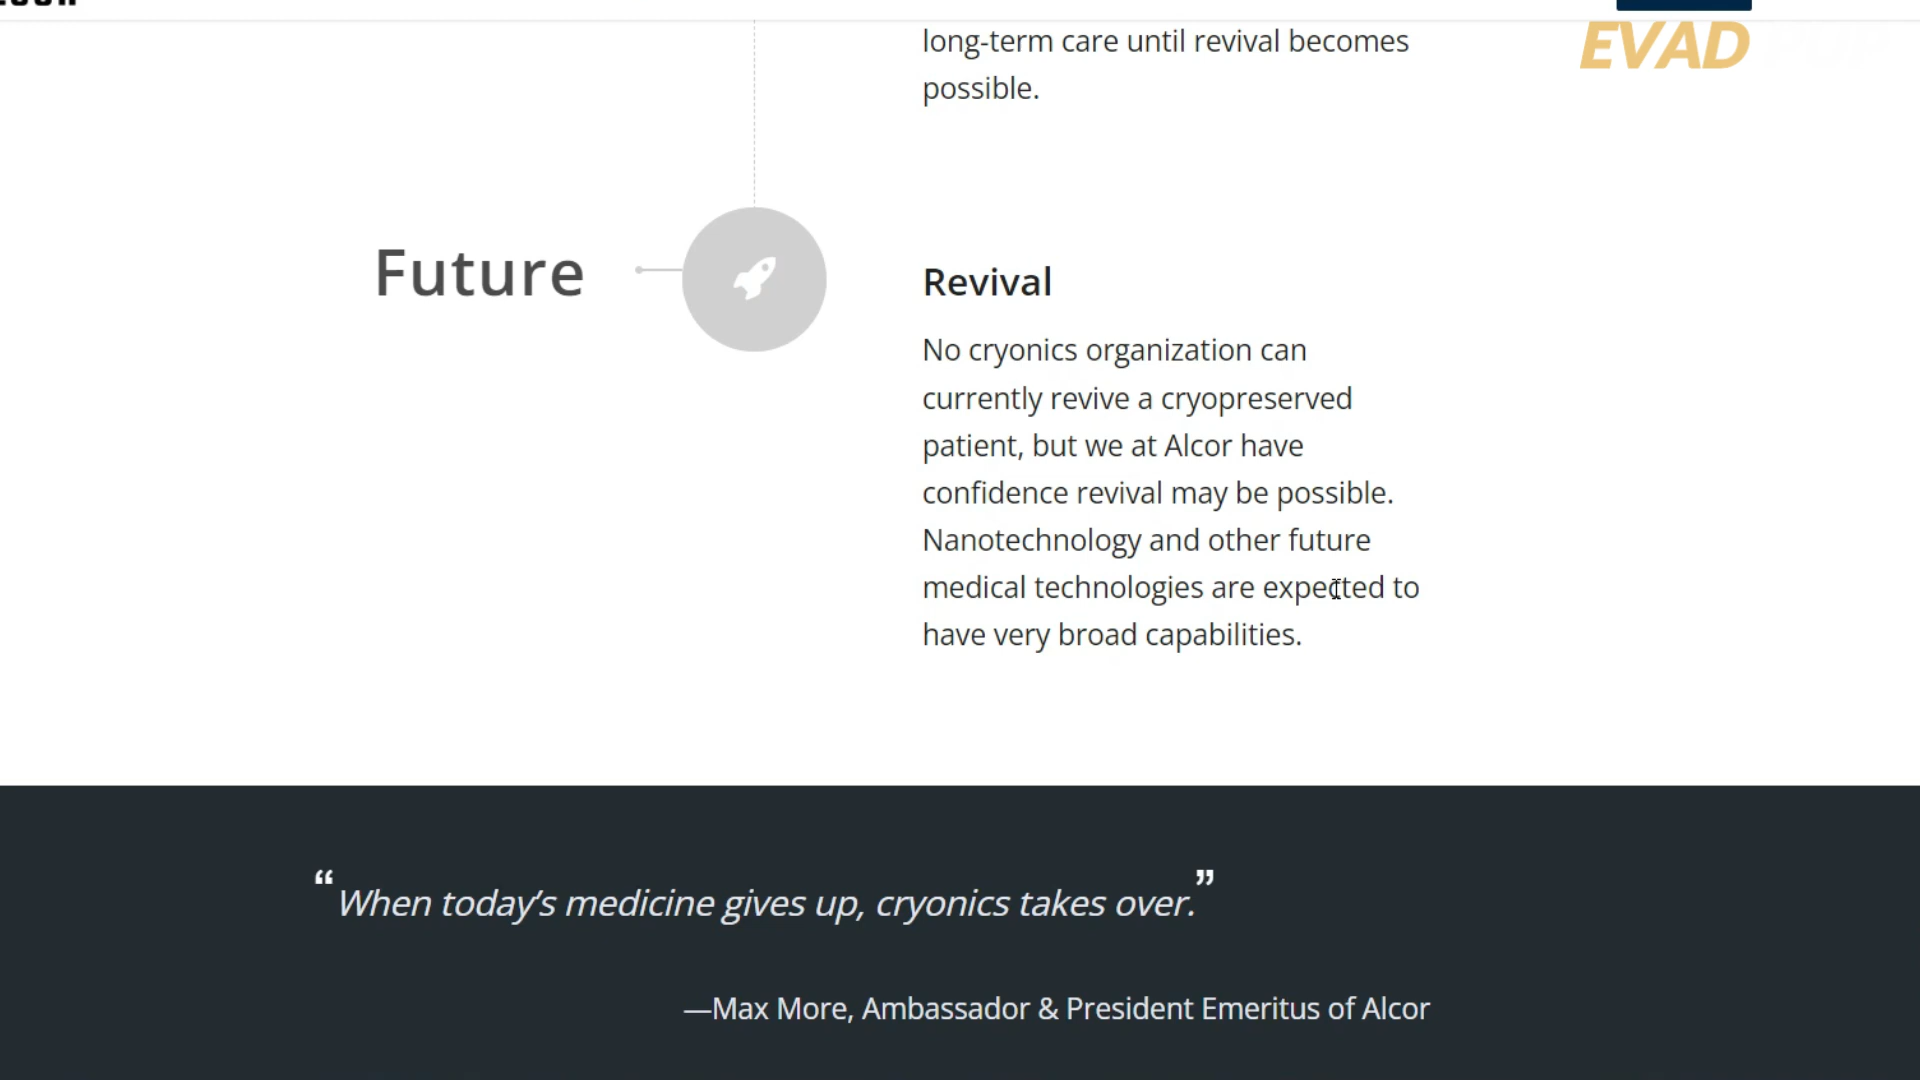 long-term care until revival becomes
possible.
EVAD
Future
Revival
No cryonics organization can
currently revive a cryopreserved
patient, but we at Alcor have
confidence revival may be possible.
Nanotechnology and other future
medical technologies are expected to
have very broad capabilities.
“When today’s medicine gives up, cryonics takes over.”
—Max More, Ambassador & President Emeritus of Alcor